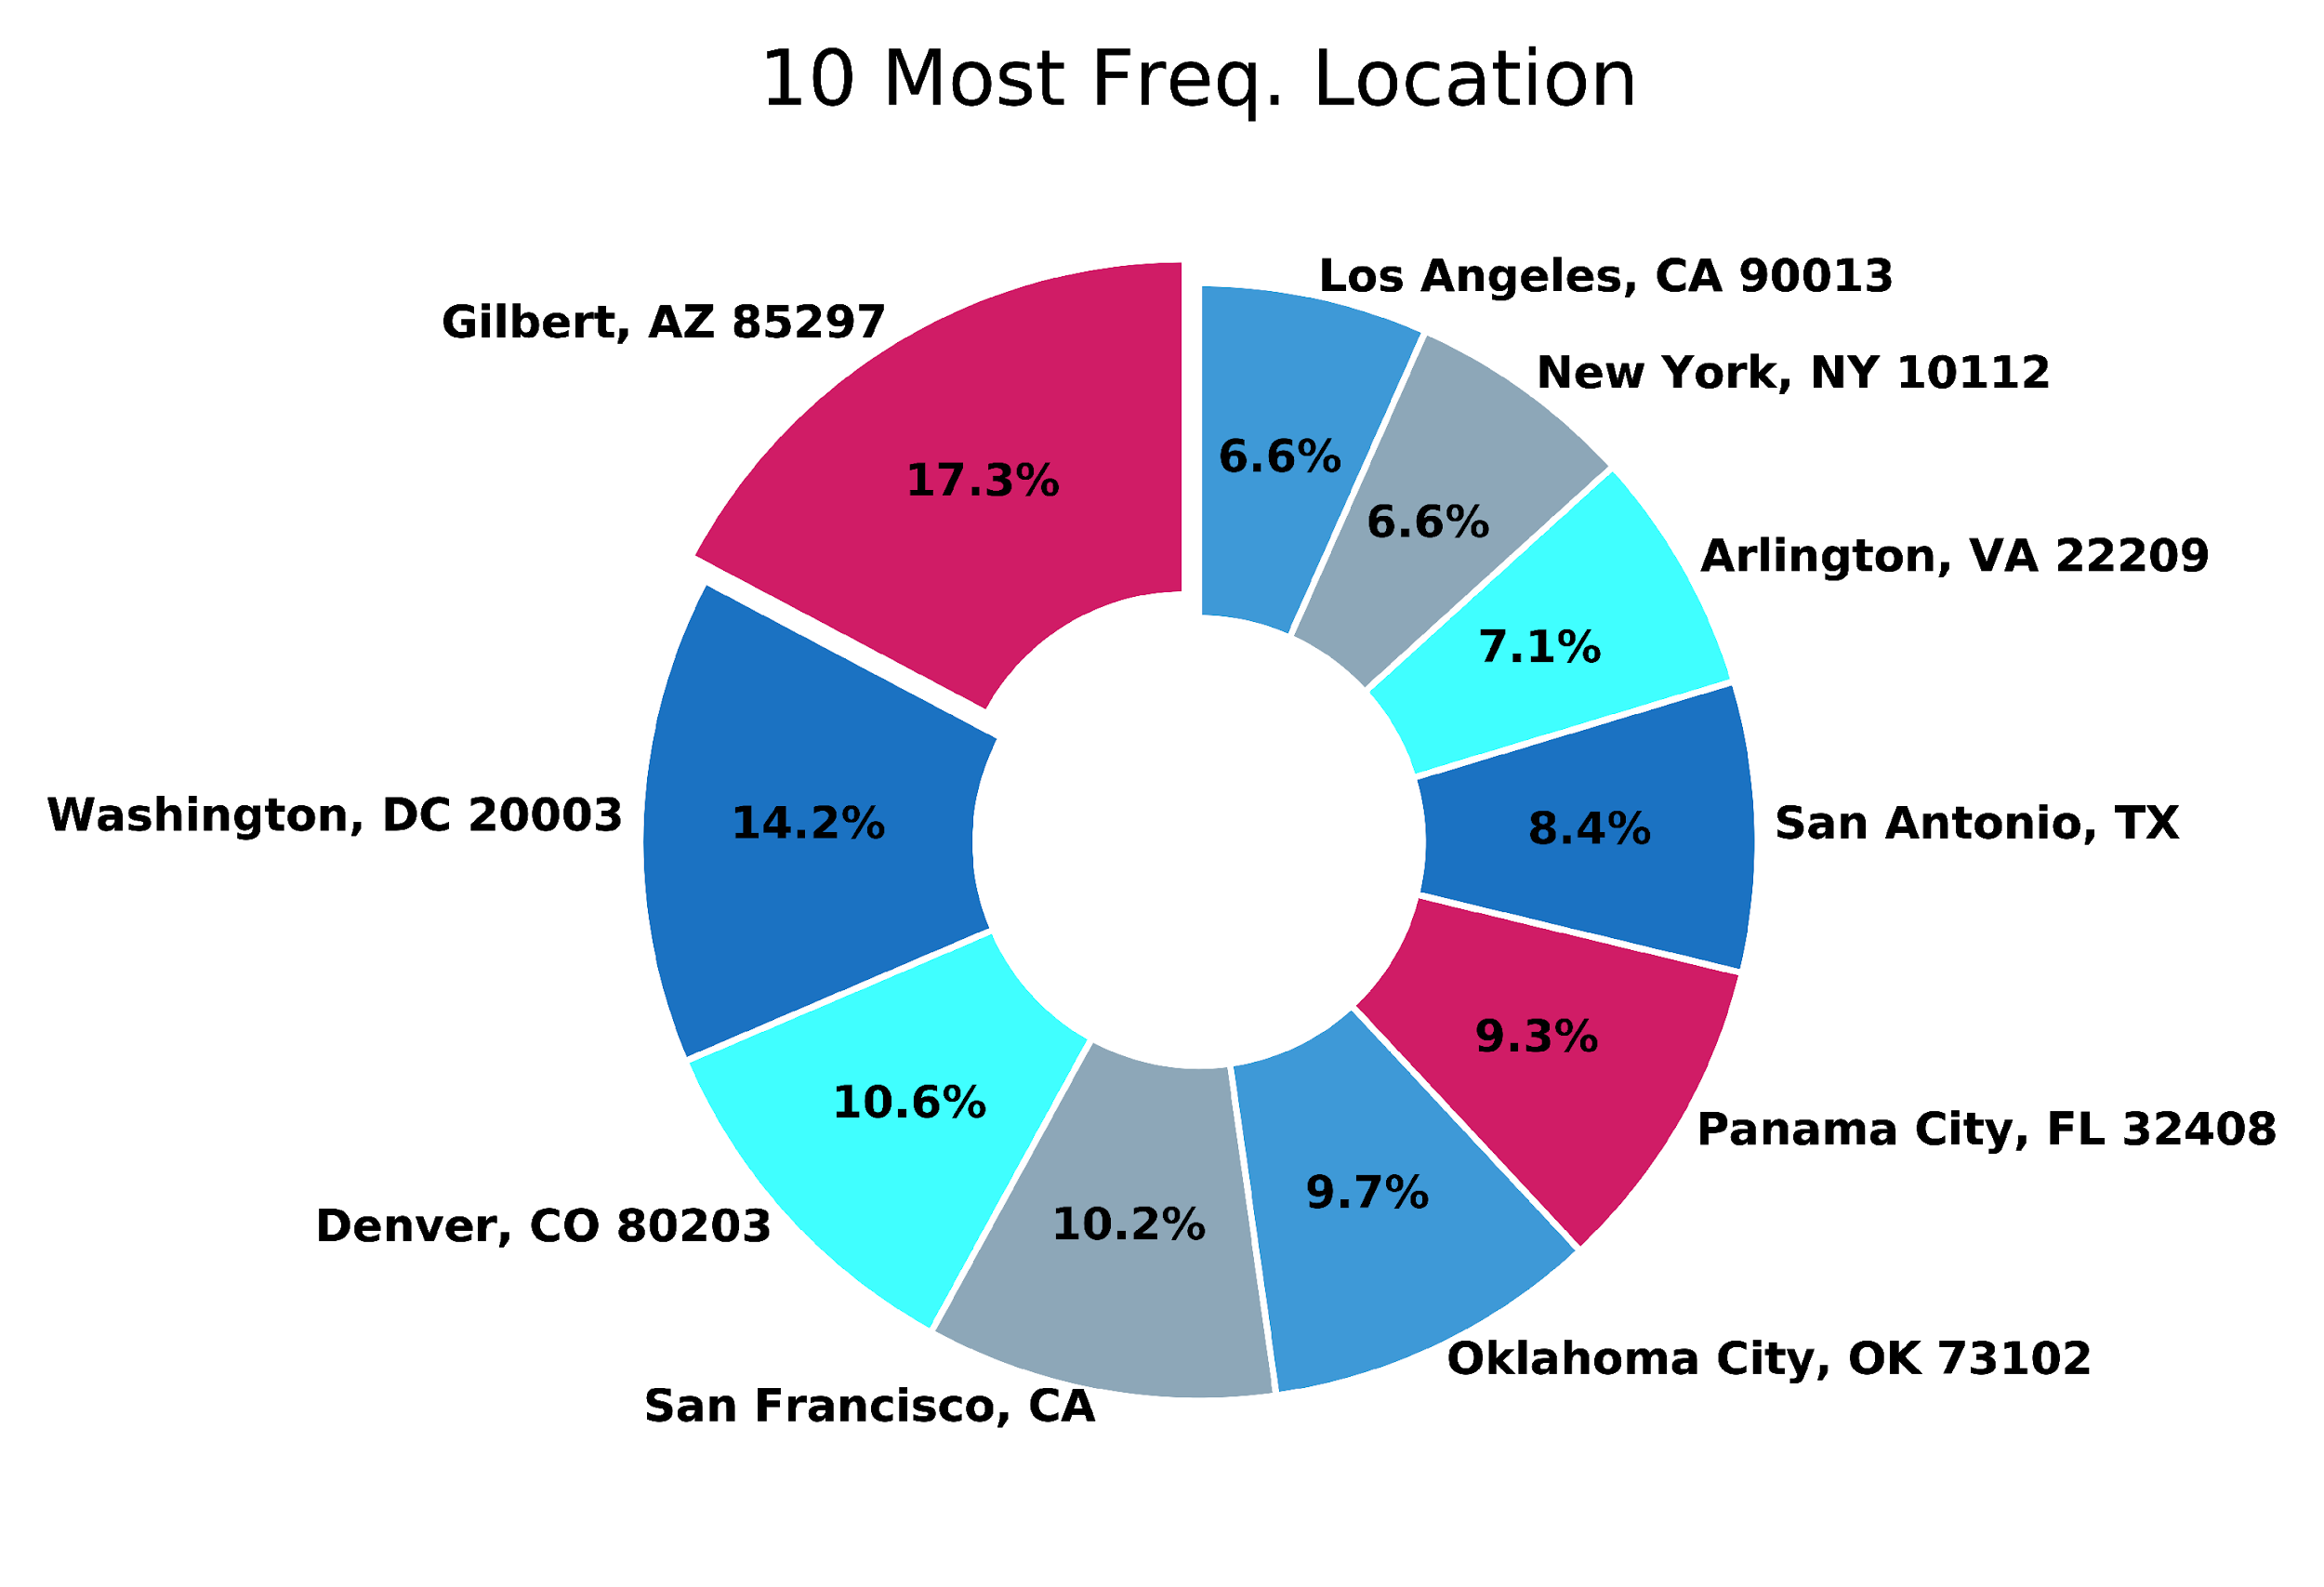 10 Most Freq. Location
Los Angeles, CA 90013
6.6%
New York, NY 10112
6.6%
Arlington, VA 22209
7.1%
San Antonio, TX
8.4%
Panama City, FL 32408
9.3%
Oklahoma City, OK 73102
9.7%
San Francisco, CA
10.2%
Denver, CO 80203
10.6%
Washington, DC 20003
14.2%
Gilbert, AZ 85297
17.3%